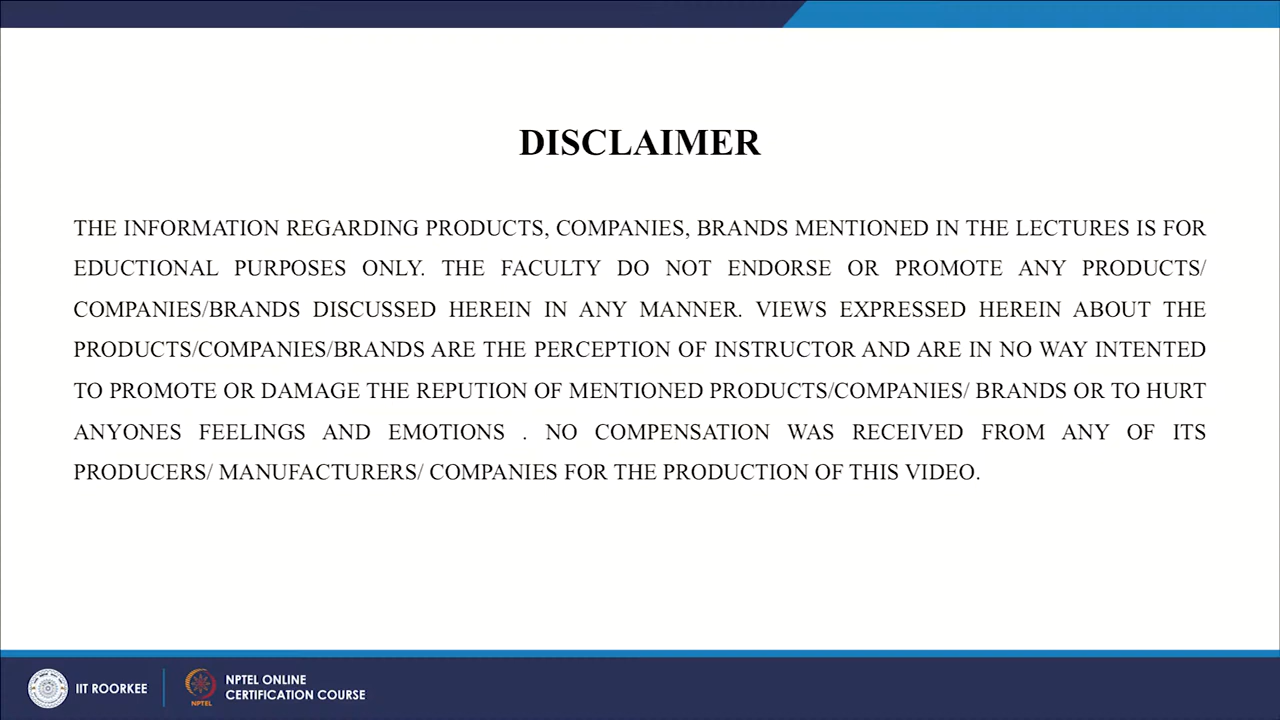 DISCLAIMER
THE INFORMATION REGARDING PRODUCTS, COMPANIES, BRANDS MENTIONED IN THE LECTURES IS FOR
EDUCTIONAL PURPOSES ONLY. THE FACULTY DO NOT ENDORSE OR PROMOTE ANY PRODUCTS/
COMPANIES/BRANDS DISCUSSED HEREIN IN ANY MANNER. VIEWS EXPRESSED HEREIN ABOUT THE
PRODUCTS/COMPANIES/BRANDS ARE THE PERCEPTION OF INSTRUCTOR AND ARE IN NO WAY INTENTED
TO PROMOTE OR DAMAGE THE REPUTION OF MENTIONED PRODUCTS/COMPANIES/ BRANDS OR TO HURT
ANYONES FEELINGS AND EMOTIONS . NO COMPENSATION WAS RECEIVED FROM ANY OF ITS
PRODUCERS/ MANUFACTURERS/ COMPANIES FOR THE PRODUCTION OF THIS VIDEO.
IIT ROORKEE
NPTEL
NPTEL ONLINE
CERTIFICATION COURSE